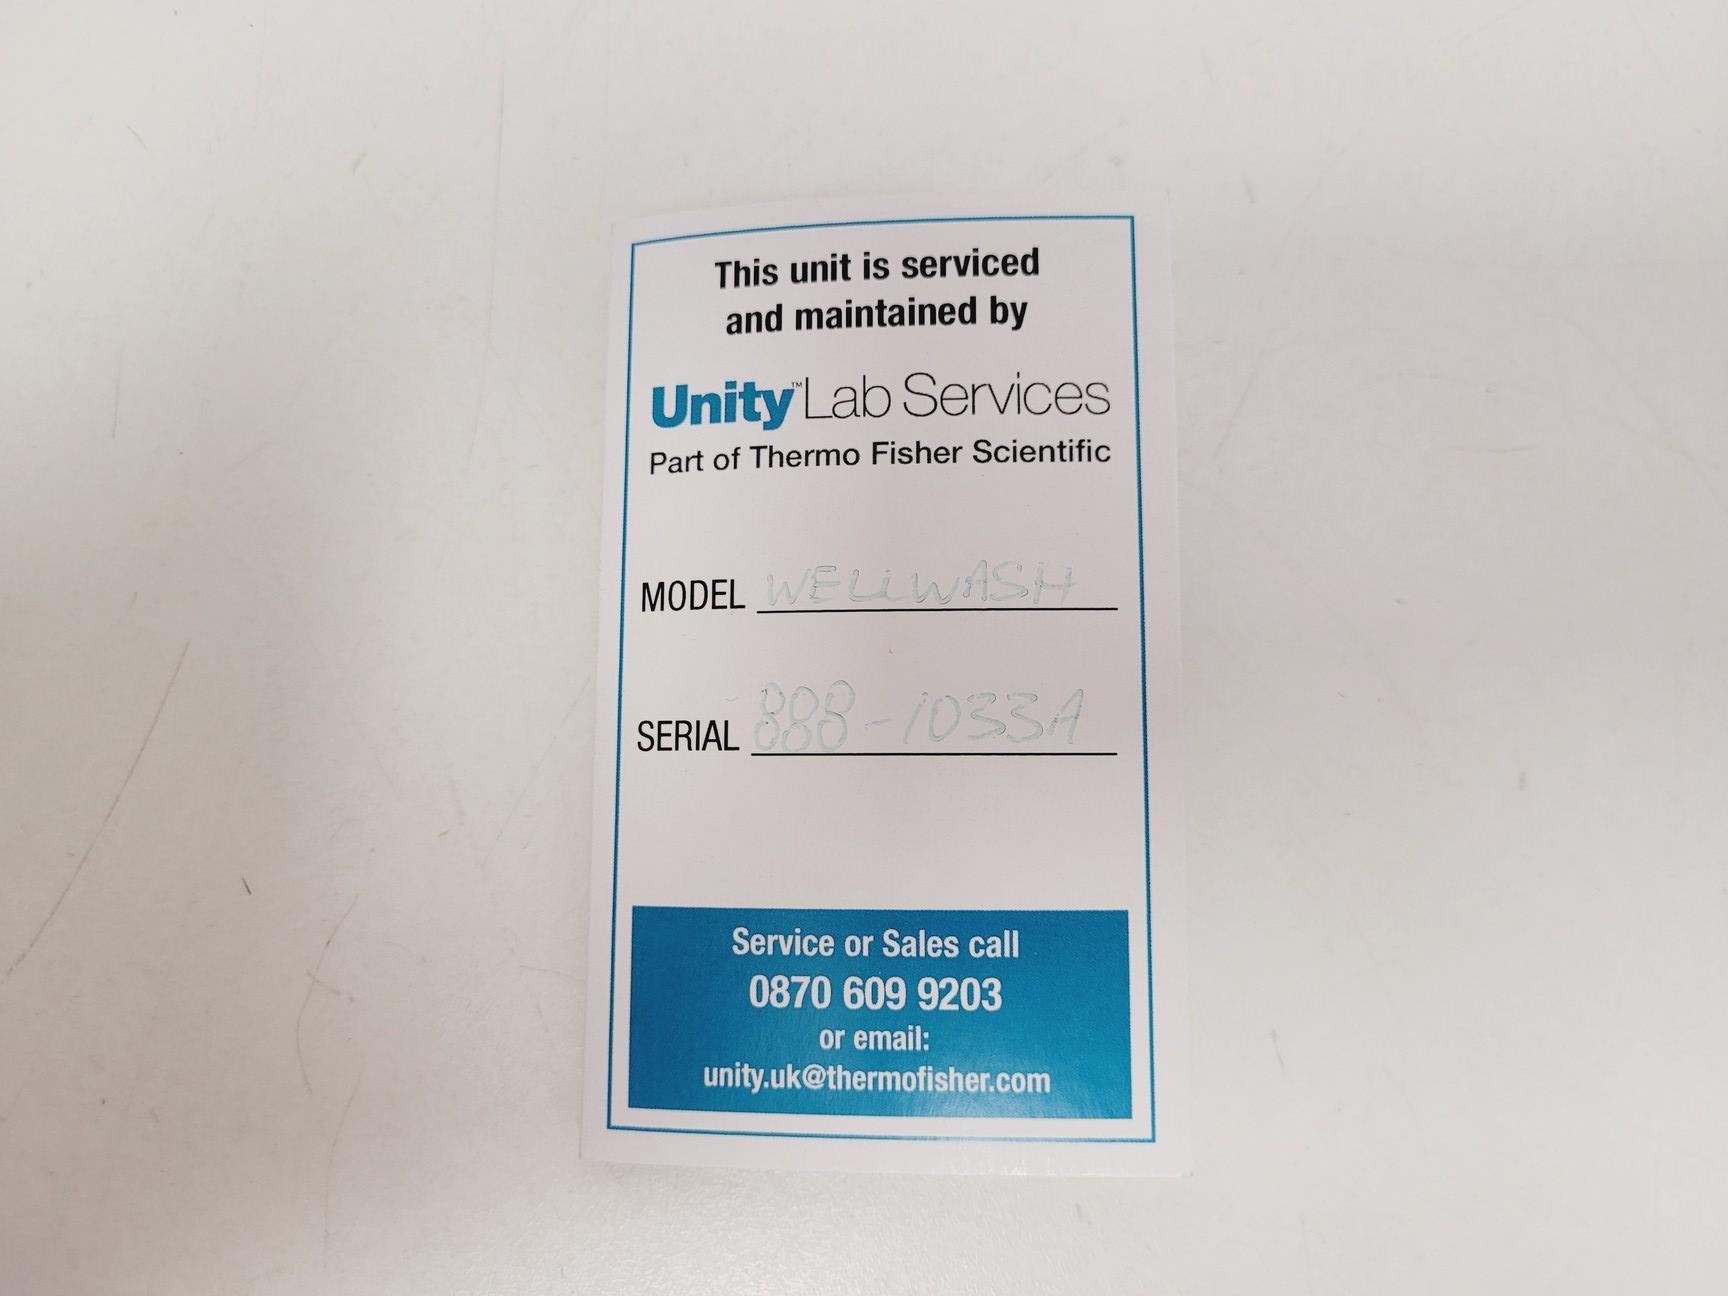 This unit is serviced
and maintained by
Unity™ Lab Services
Part of Thermo Fisher Scientific
MODEL WELLWASH
SERIAL 888-1033A
Service or Sales call
0870 609 9203
or email:
unity.uk@thermofisher.com